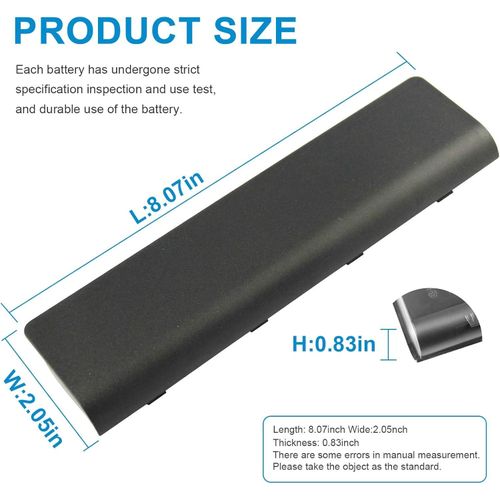 PRODUCT SIZE
Each battery has undergone strict
specification inspection and use test,
and durable use of the battery.
L:8.07in
W:2.05in
H:0.83in
Length: 8.07inch Wide:2.05nch
Thickness: 0.83inch
There are some errors in manual measurement.
Please take the object as the standard.